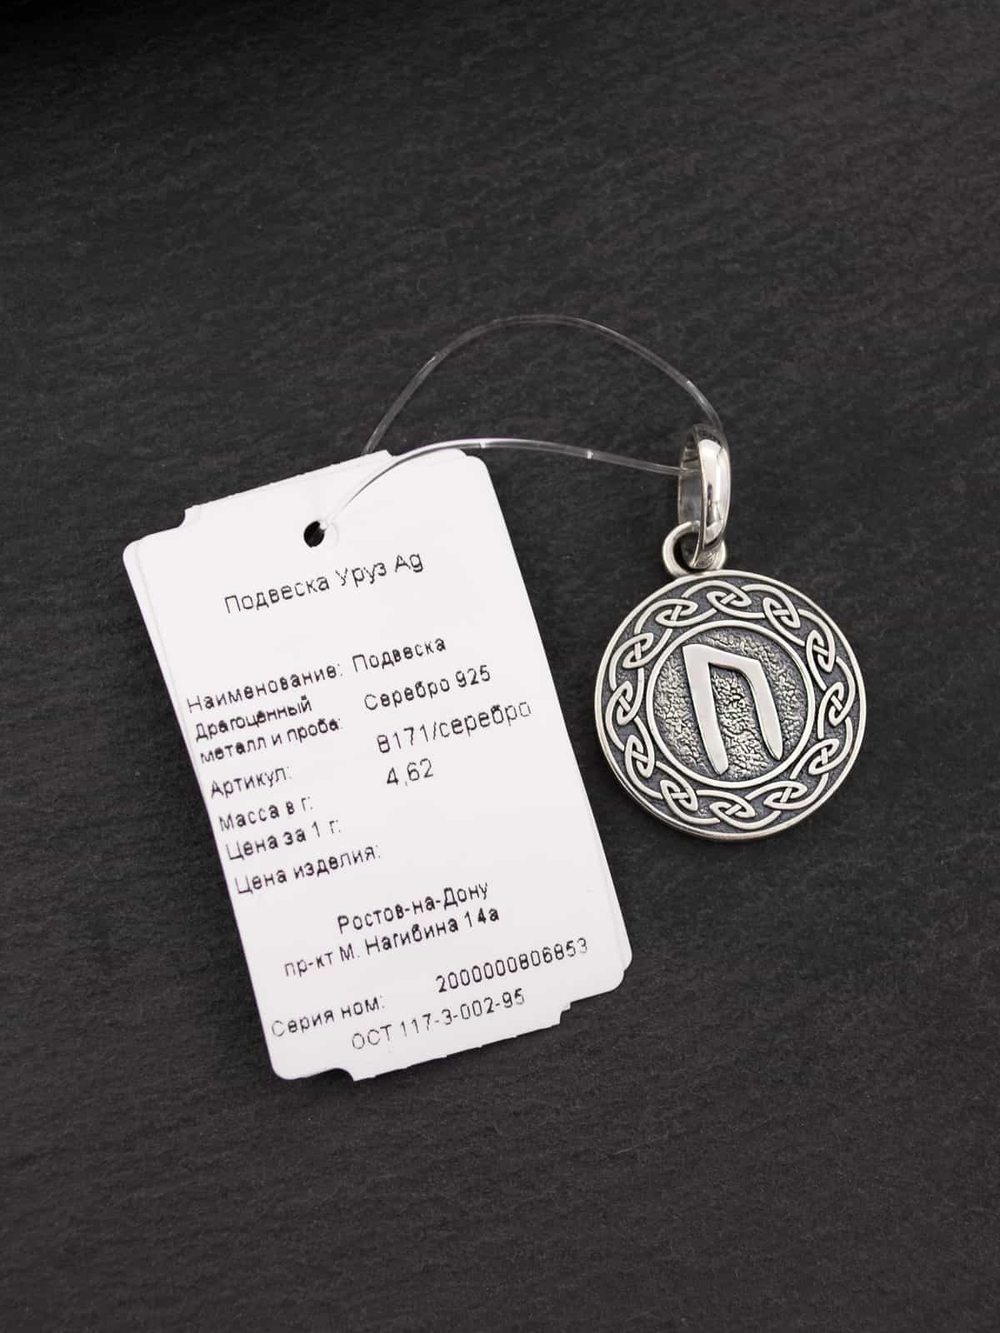 Подвеска Уруз Ag
Наименование: Подвеска
Драгоценный
металл и проба: Серебро 925
Артикул: 8171/серебро
Масса в г: 4,62
Цена за 1 г:
Цена изделия:
Ростов-на-Дону
пр-кт М. Нагибина 14а
Серия ном: 2000000806853
ОСТ 117-3-002-95
ᚢ